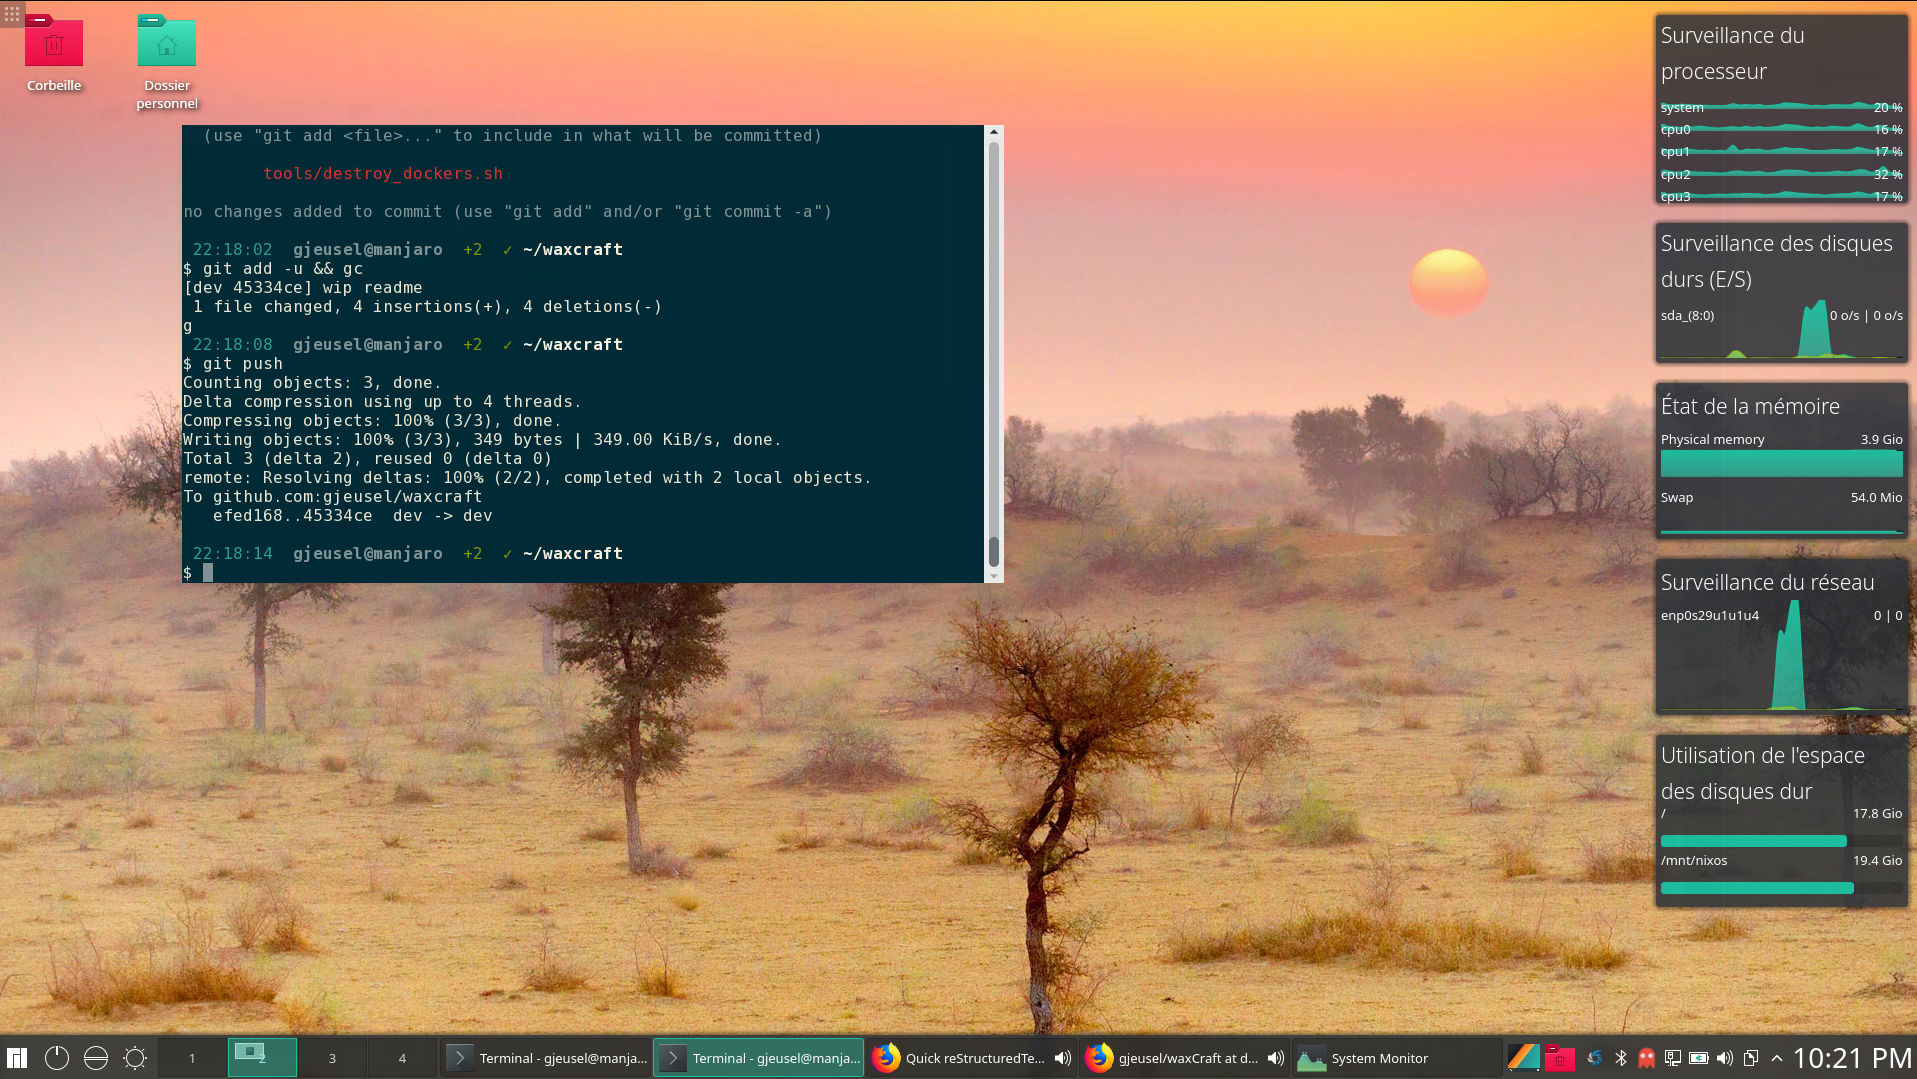 Corbeille
Dossier
personnel
(use "git add <file>..." to include in what will be committed)
tools/destroy_dockers.sh
no changes added to commit (use "git add" and/or "git commit -a")
22:18:02 gjeusel@manjaro +2 ✓ ~/waxcraft
$ git add -u && gc
[dev 45334ce] wip readme
1 file changed, 4 insertions(+), 4 deletions(-)
g
22:18:08 gjeusel@manjaro +2 ✓ ~/waxcraft
$ git push
Counting objects: 3, done.
Delta compression using up to 4 threads.
Compressing objects: 100% (3/3), done.
Writing objects: 100% (3/3), 349 bytes | 349.00 KiB/s, done.
Total 3 (delta 2), reused 0 (delta 0)
remote: Resolving deltas: 100% (2/2), completed with 2 local objects.
To github.com:gjeusel/waxcraft
efed168..45334ce dev -> dev
22:18:14 gjeusel@manjaro +2 ✓ ~/waxcraft
$
Surveillance du
processeur
system 20 %
cpu0 16 %
cpu1 17 %
cpu2 32 %
cpu3 17 %
Surveillance des disques
durs (E/S)
sda_(8:0) 0 o/s | 0 o/s
État de la mémoire
Physical memory 3.9 Gio
Swap 54.0 Mio
Surveillance du réseau
enp0s29u1u1u4 0 | 0
Utilisation de l'espace
des disques dur
/ 17.8 Gio
/mnt/nixos 19.4 Gio
1 2 3 4 Terminal - gjeusel@manja... Terminal - gjeusel@manja... Quick reStructuredTe... gjeusel/waxCraft at d... System Monitor 10:21 PM